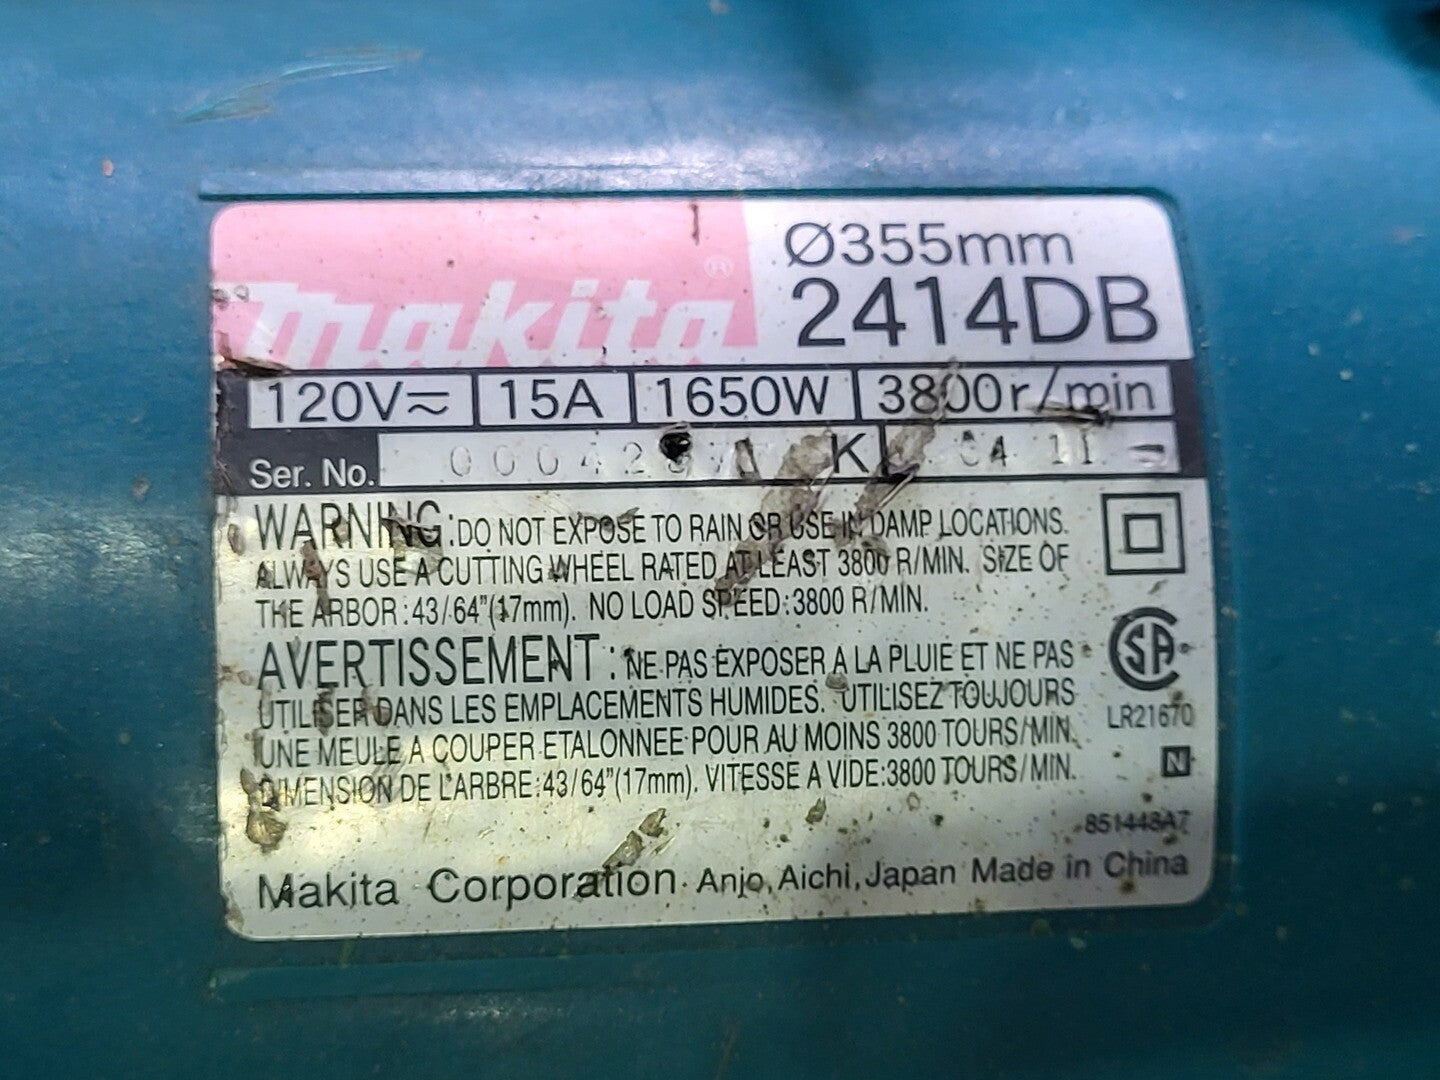 makita®
Ø355mm
2414DB
120V⎓~ 15A 1650W 3800r/min
Ser. No. K
WARNING:DO NOT EXPOSE TO RAIN OR USE IN DAMP LOCATIONS.
ALWAYS USE A CUTTING WHEEL RATED AT LEAST 3800 R/MIN. SIZE OF
THE ARBOR:43/64"(17mm). NO LOAD SPEED:3800 R/MIN.
AVERTISSEMENT:NE PAS EXPOSER A LA PLUIE ET NE PAS
UTILISER DANS LES EMPLACEMENTS HUMIDES. UTILISEZ TOUJOURS
UNE MEULE A COUPER ETALONNEE POUR AU MOINS 3800 TOURS/MIN.
DIMENSION DE L'ARBRE:43/64"(17mm). VITESSE A VIDE:3800 TOURS/MIN.
SA
LR21670
N
851448A7
Makita Corporation Anjo,Aichi,Japan Made in China